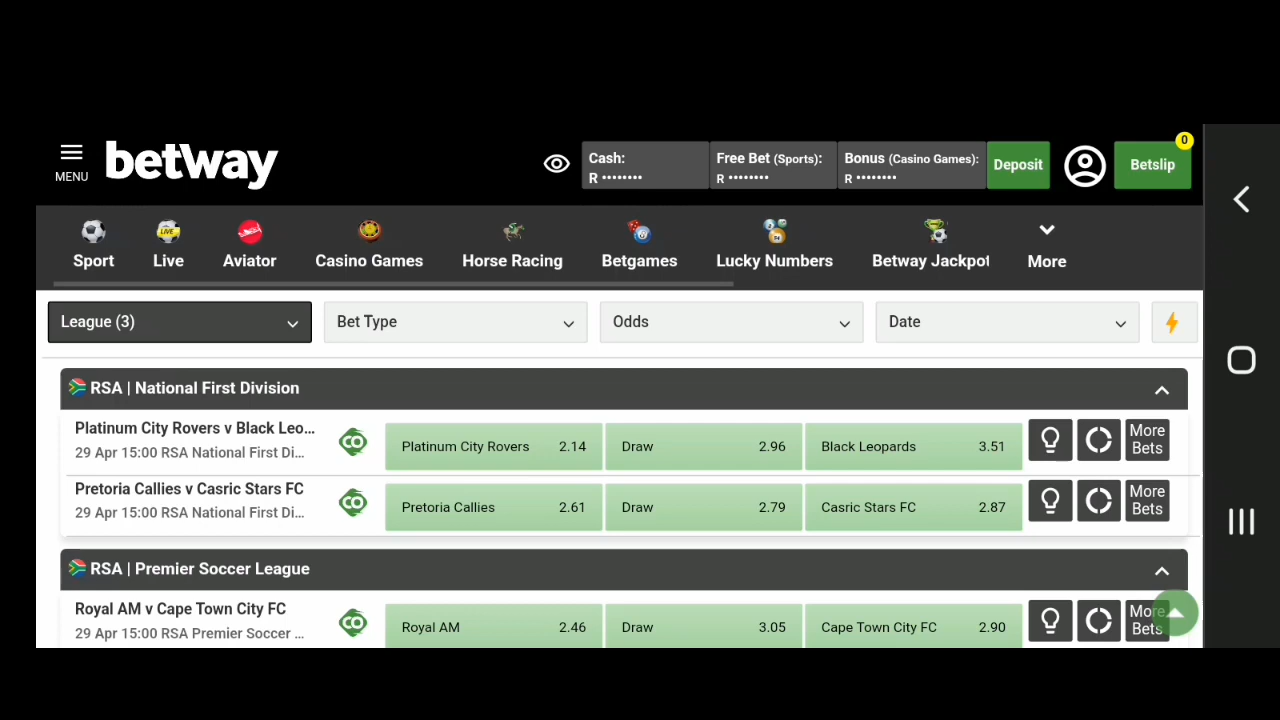 MENU
betway
Cash:
R ••••••••
Free Bet (Sports):
R ••••••••
Bonus (Casino Games):
R ••••••••
Deposit
Betslip
0
Sport
Live
Aviator
Casino Games
Horse Racing
Betgames
Lucky Numbers
Betway Jackpot
More
League (3)
Bet Type
Odds
Date
RSA | National First Division
Platinum City Rovers v Black Leo...
29 Apr 15:00 RSA National First Di...
Platinum City Rovers 2.14
Draw 2.96
Black Leopards 3.51
More
Bets
Pretoria Callies v Casric Stars FC
29 Apr 15:00 RSA National First Di...
Pretoria Callies 2.61
Draw 2.79
Casric Stars FC 2.87
More
Bets
RSA | Premier Soccer League
Royal AM v Cape Town City FC
29 Apr 15:00 RSA Premier Soccer ...
Royal AM 2.46
Draw 3.05
Cape Town City FC 2.90
More
Bets